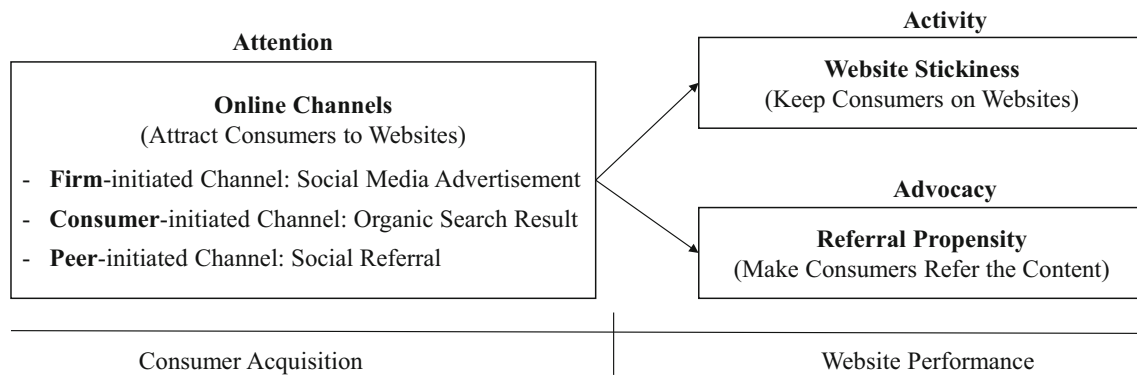 Attention
Online Channels
(Attract Consumers to Websites)
- Firm-initiated Channel: Social Media Advertisement
- Consumer-initiated Channel: Organic Search Result
- Peer-initiated Channel: Social Referral
Activity
Website Stickiness
(Keep Consumers on Websites)
Advocacy
Referral Propensity
(Make Consumers Refer the Content)
Consumer Acquisition
Website Performance